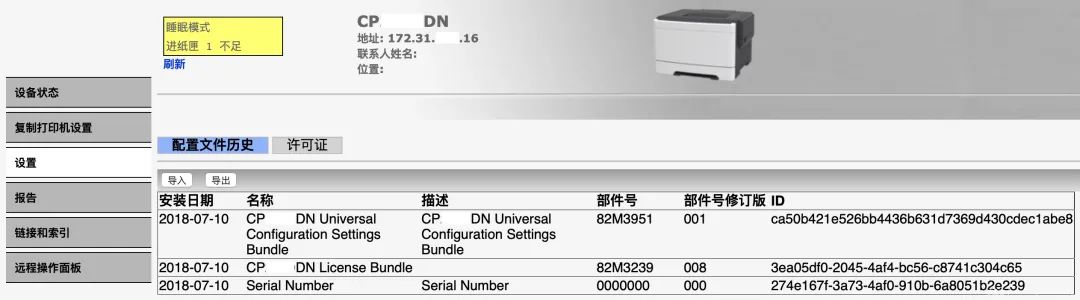 睡眠模式
进纸匣 1 不足
刷新
CP DN
地址: 172.31. .16
联系人姓名:
位置:
设备状态
复制打印机设置
设置
报告
链接和索引
远程操作面板
配置文件历史 许可证
导入 导出
安装日期 名称 描述 部件号 部件号修订版 ID
2018-07-10 CP DN Universal Configuration Settings Bundle CP DN Universal Configuration Settings Bundle 82M3951 001 ca50b421e526bb4436b631d7369d430cdec1abe8
2018-07-10 CP DN License Bundle 82M3239 008 3ea05df0-2045-4af4-bc56-c8741c304c65
2018-07-10 Serial Number Serial Number 0000000 000 274e167f-3a73-4af0-910b-6a8051b2e239